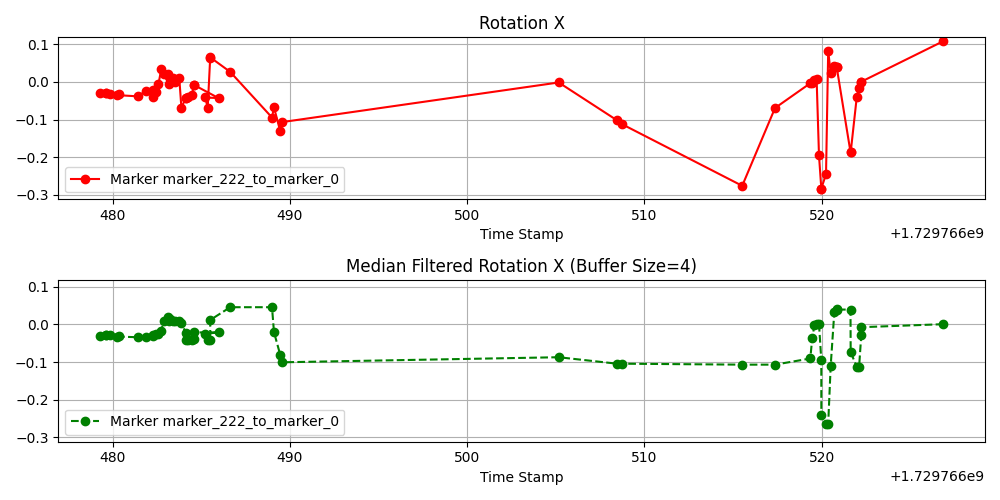 Rotation X
0.1
0.0
−0.1
−0.2
−0.3
Marker marker_222_to_marker_0
480 490 500 510 520
+1.729766e9
Time Stamp
Median Filtered Rotation X (Buffer Size=4)
0.1
0.0
−0.1
−0.2
−0.3
Marker marker_222_to_marker_0
480 490 500 510 520
+1.729766e9
Time Stamp